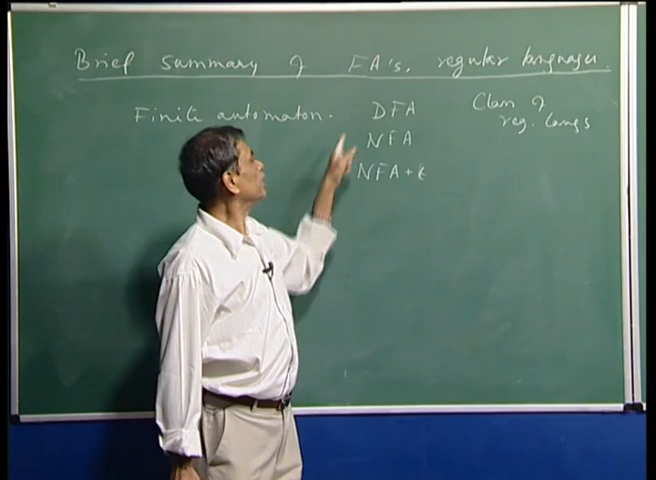 Brief summary of FA's, regular languages.
Finite automaton. DFA
NFA
NFA + ε
Class of
reg. langs.